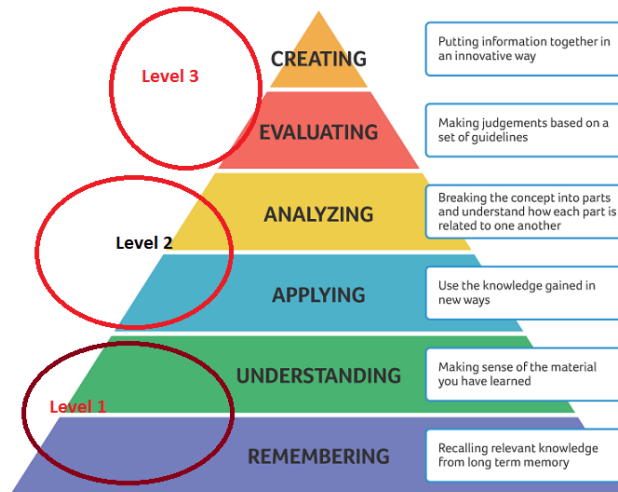 CREATING
Putting information together in
an innovative way
Level 3
EVALUATING
Making judgements based on a
set of guidelines
ANALYZING
Breaking the concept into parts
and understand how each part is
related to one another
Level 2
APPLYING
Use the knowledge gained in
new ways
UNDERSTANDING
Making sense of the material
you have learned
Level 1
REMEMBERING
Recalling relevant knowledge
from long term memory